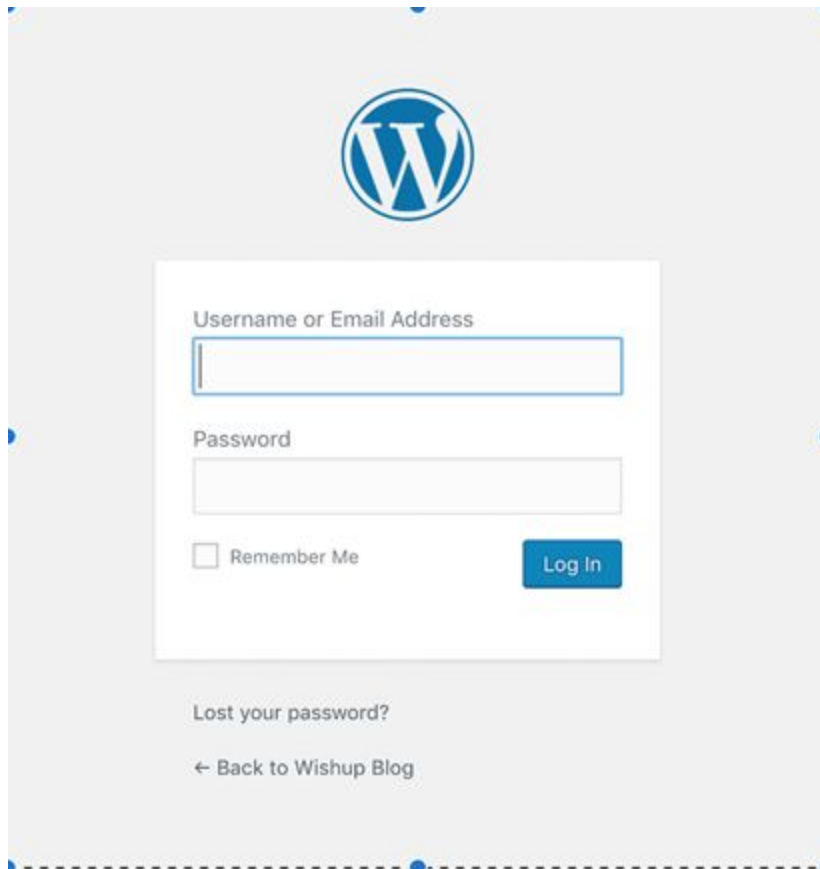 Username or Email Address
Password
Remember Me
Log In
Lost your password?
← Back to Wishup Blog